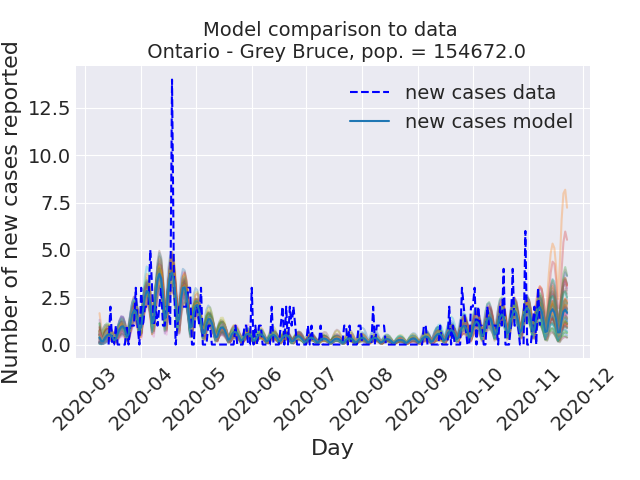 Model comparison to data
Ontario - Grey Bruce, pop. = 154672.0
new cases data
new cases model
Number of new cases reported
12.5
10.0
7.5
5.0
2.5
0.0
2020-03
2020-04
2020-05
2020-06
2020-07
2020-08
2020-09
2020-10
2020-11
2020-12
Day